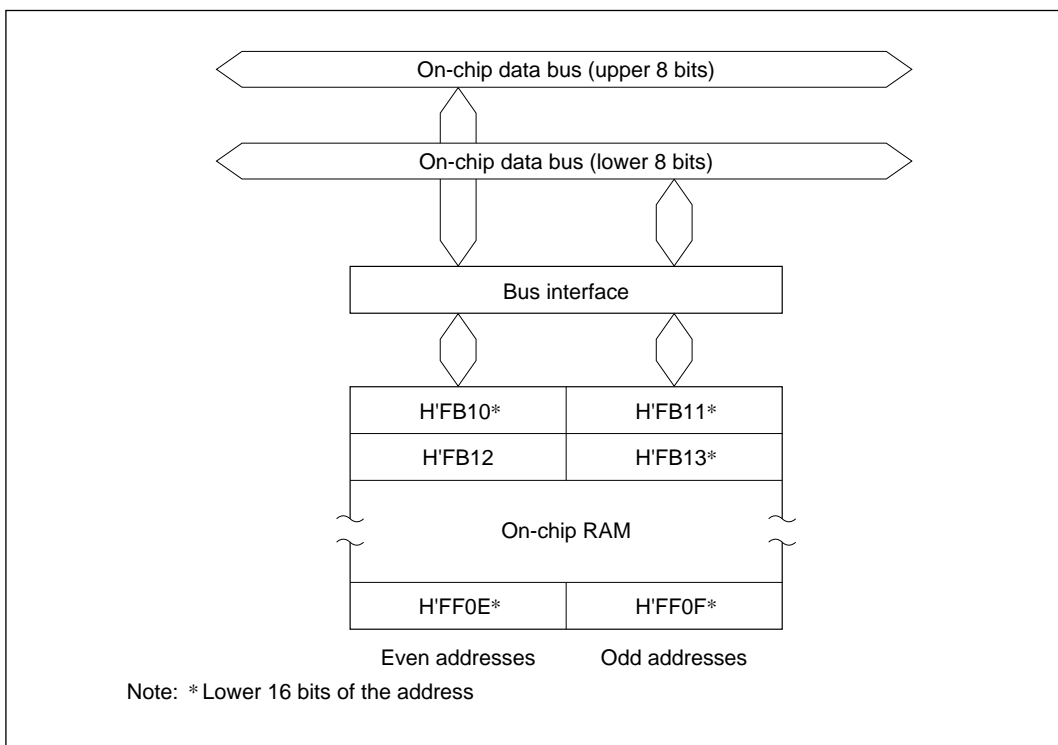 On-chip data bus (upper 8 bits)
On-chip data bus (lower 8 bits)
Bus interface
H'FB10* H'FB11*
H'FB12 H'FB13*
On-chip RAM
H'FF0E* H'FF0F*
Even addresses Odd addresses
Note: * Lower 16 bits of the address